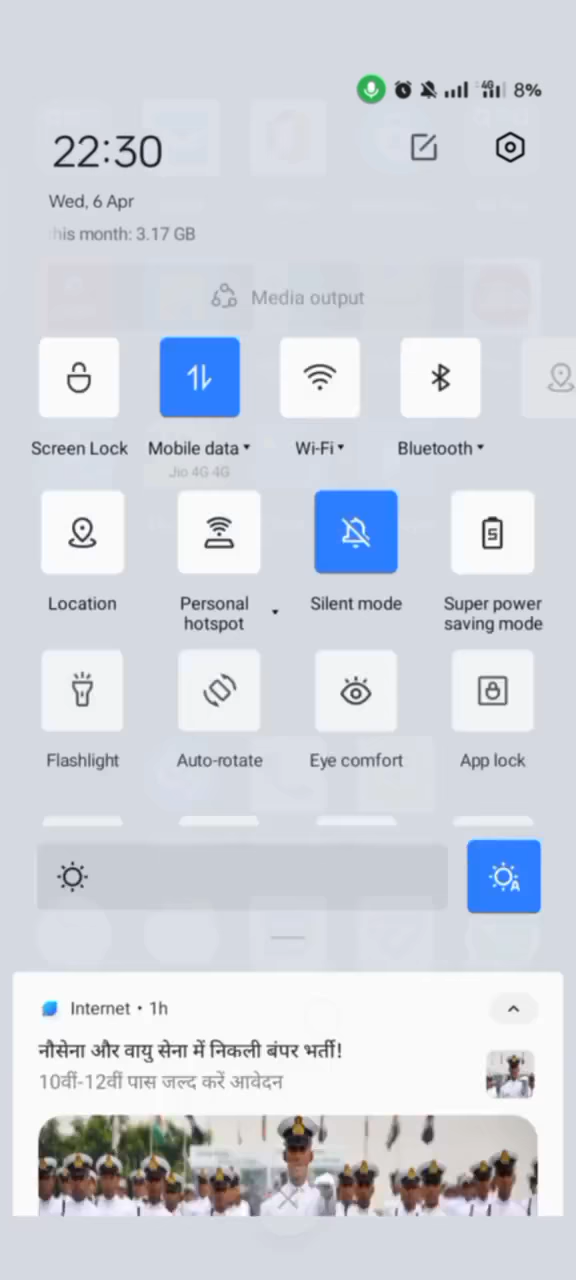 4G 8%
22:30
Wed, 6 Apr
his month: 3.17 GB
Media output
Screen Lock Mobile data Wi-Fi Bluetooth
Jio 4G 4G
Location Personal hotspot Silent mode Super power saving mode
Flashlight Auto-rotate Eye comfort App lock
A
Internet • 1h
नौसेना और वायु सेना में निकली बंपर भर्ती!
10वीं-12वीं पास जल्द करें आवेदन